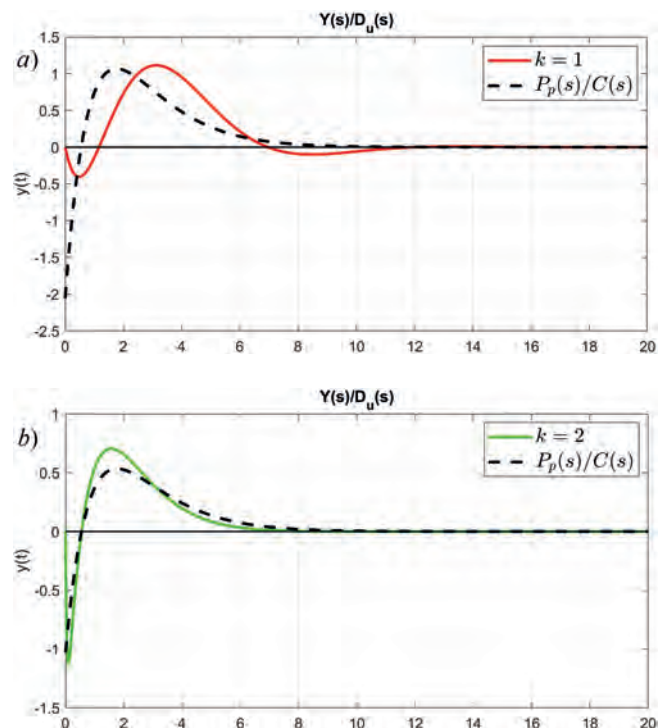 Y(s)/D_u(s)
a)
1.5
1
0.5
0
-0.5
-1
-1.5
-2
-2.5
y(t)
k = 1
P_p(s)/C(s)
0 2 4 6 8 10 12 14 16 18 20
Y(s)/D_u(s)
b)
1
0.5
0
-0.5
-1
-1.5
y(t)
k = 2
P_p(s)/C(s)
0 2 4 6 8 10 12 14 16 18 20